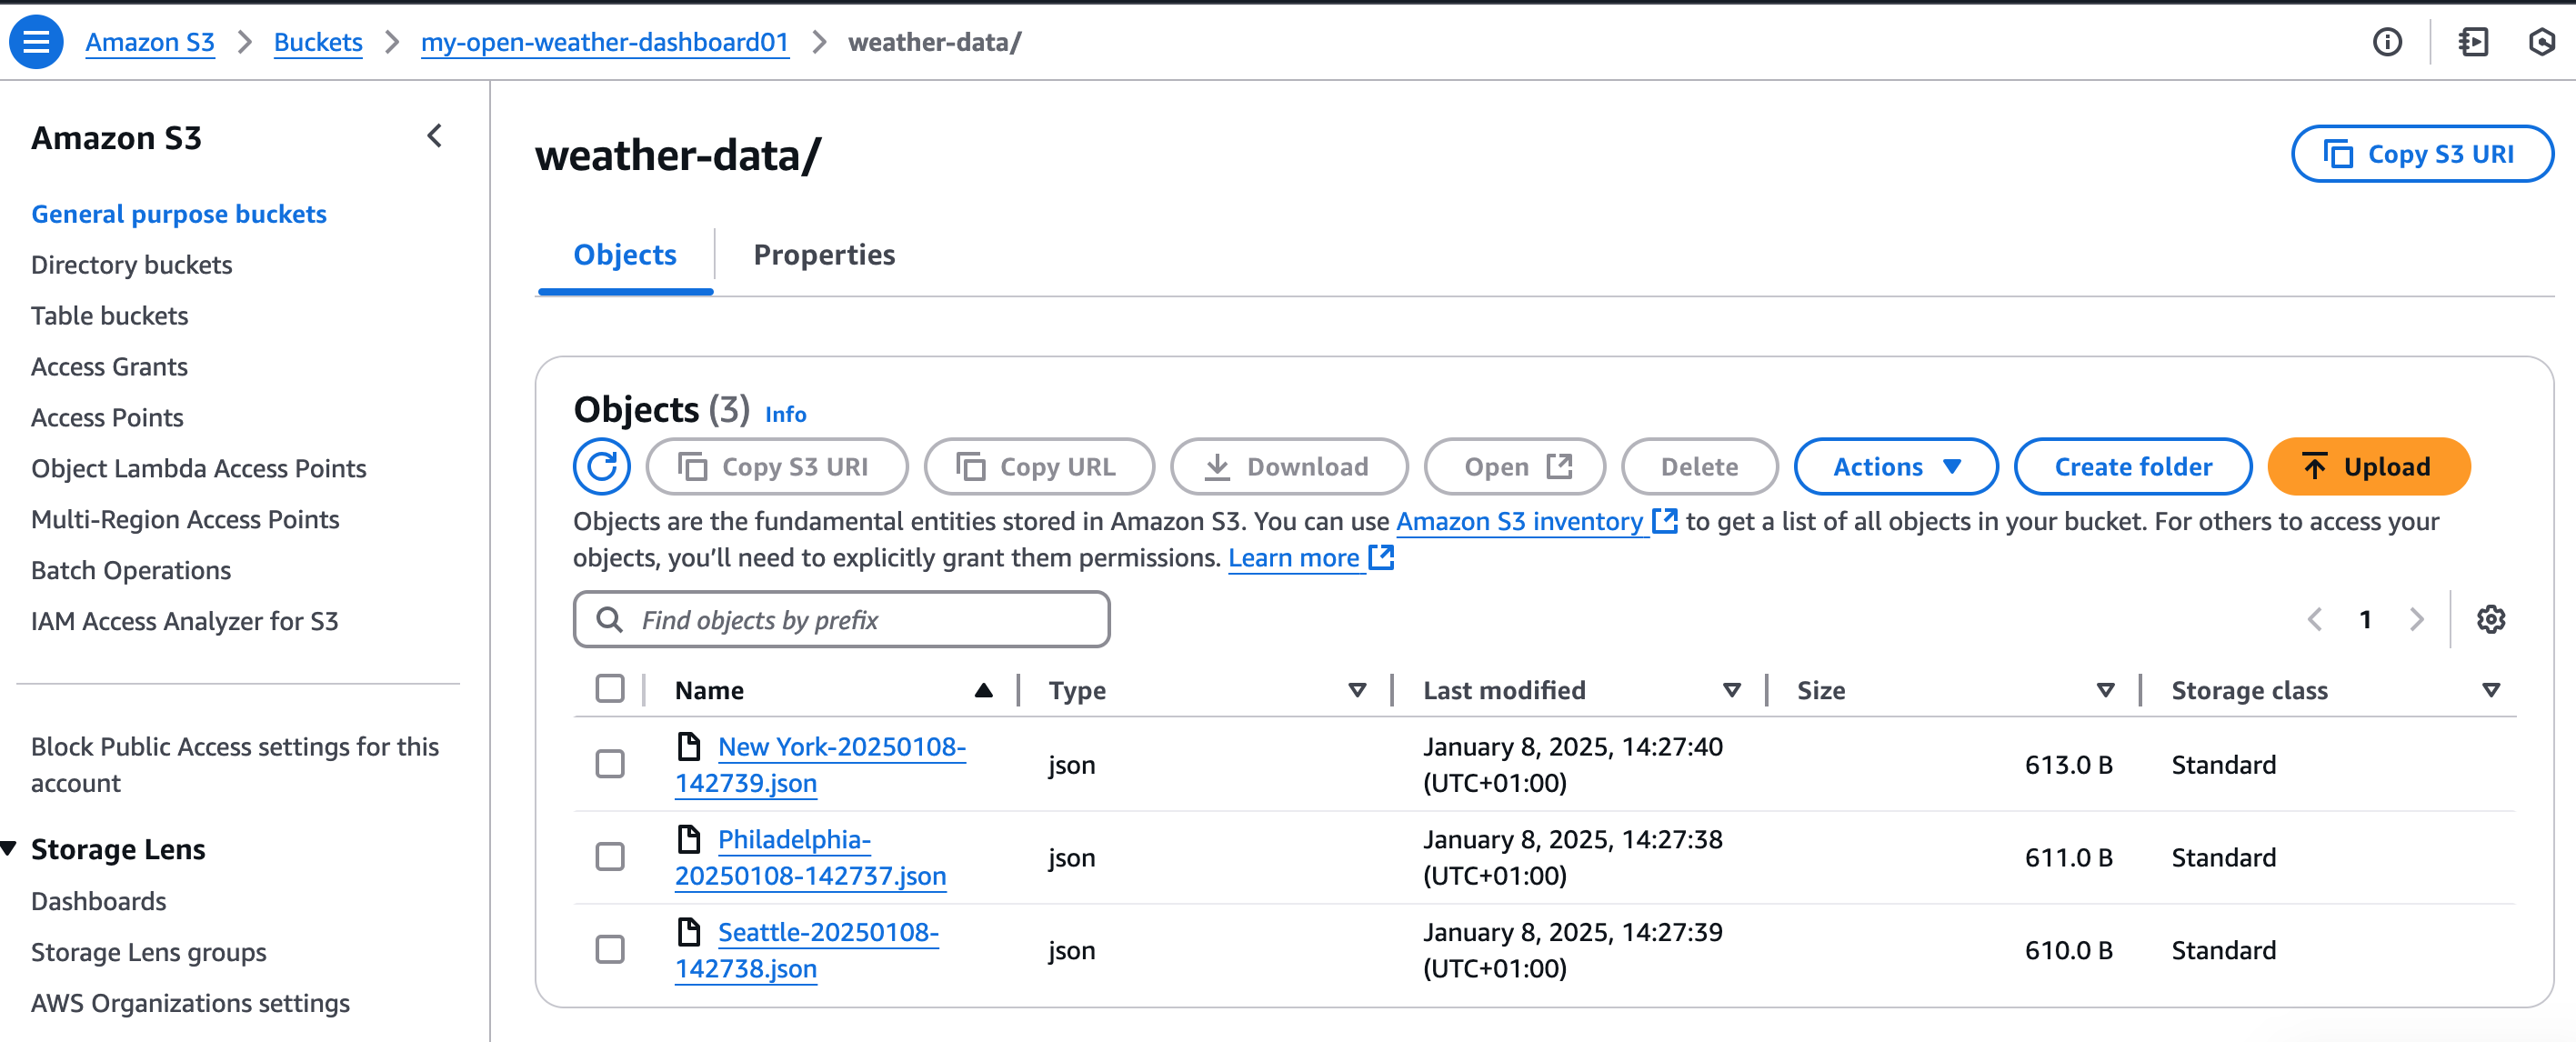 Amazon S3 > Buckets > my-open-weather-dashboard01 > weather-data/
Amazon S3
General purpose buckets
Directory buckets
Table buckets
Access Grants
Access Points
Object Lambda Access Points
Multi-Region Access Points
Batch Operations
IAM Access Analyzer for S3
Block Public Access settings for this
account
Storage Lens
Dashboards
Storage Lens groups
AWS Organizations settings
weather-data/
Copy S3 URI
Objects Properties
Objects (3) Info
Copy S3 URI Copy URL Download Open Delete Actions Create folder Upload
Objects are the fundamental entities stored in Amazon S3. You can use Amazon S3 inventory to get a list of all objects in your bucket. For others to access your
objects, you’ll need to explicitly grant them permissions. Learn more
Find objects by prefix
1
Name Type Last modified Size Storage class
New York-20250108-
142739.json
json
January 8, 2025, 14:27:40
(UTC+01:00)
613.0 B
Standard
Philadelphia-
20250108-142737.json
json
January 8, 2025, 14:27:38
(UTC+01:00)
611.0 B
Standard
Seattle-20250108-
142738.json
json
January 8, 2025, 14:27:39
(UTC+01:00)
610.0 B
Standard